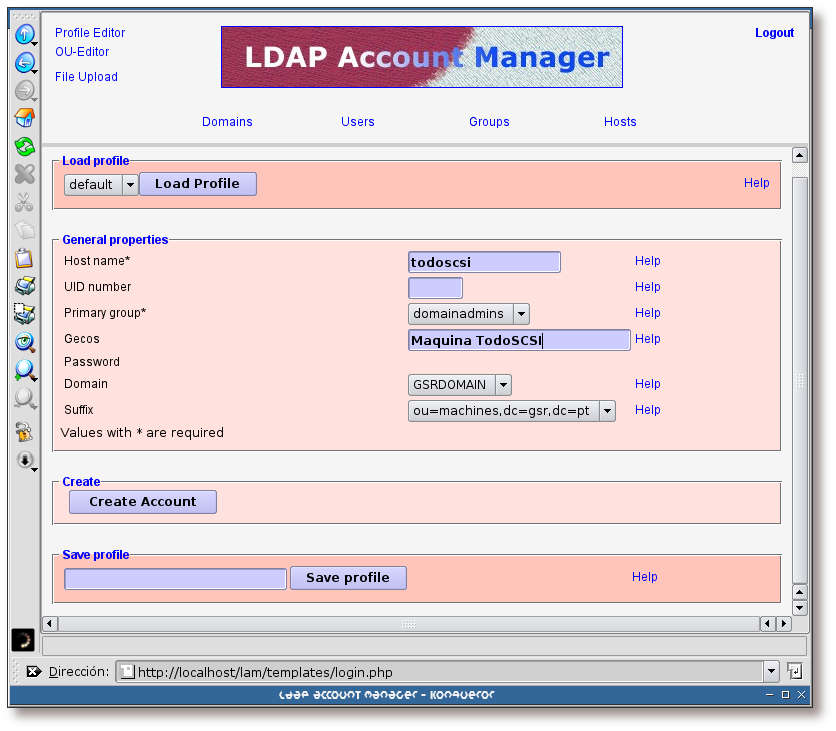 Profile Editor
OU-Editor
File Upload
LDAP Account Manager
Logout
Domains Users Groups Hosts
Load profile
default Load Profile Help
General properties
Host name* todoscsi Help
UID number Help
Primary group* domainadmins Help
Gecos Maquina TodoSCSI Help
Password
Domain GSRDOMAIN Help
Suffix ou=machines,dc=gsr,dc=pt Help
Values with * are required
Create
Create Account
Save profile
Save profile Help
Dirección: http://localhost/lam/templates/login.php
LDAP Account Manager - Konqueror